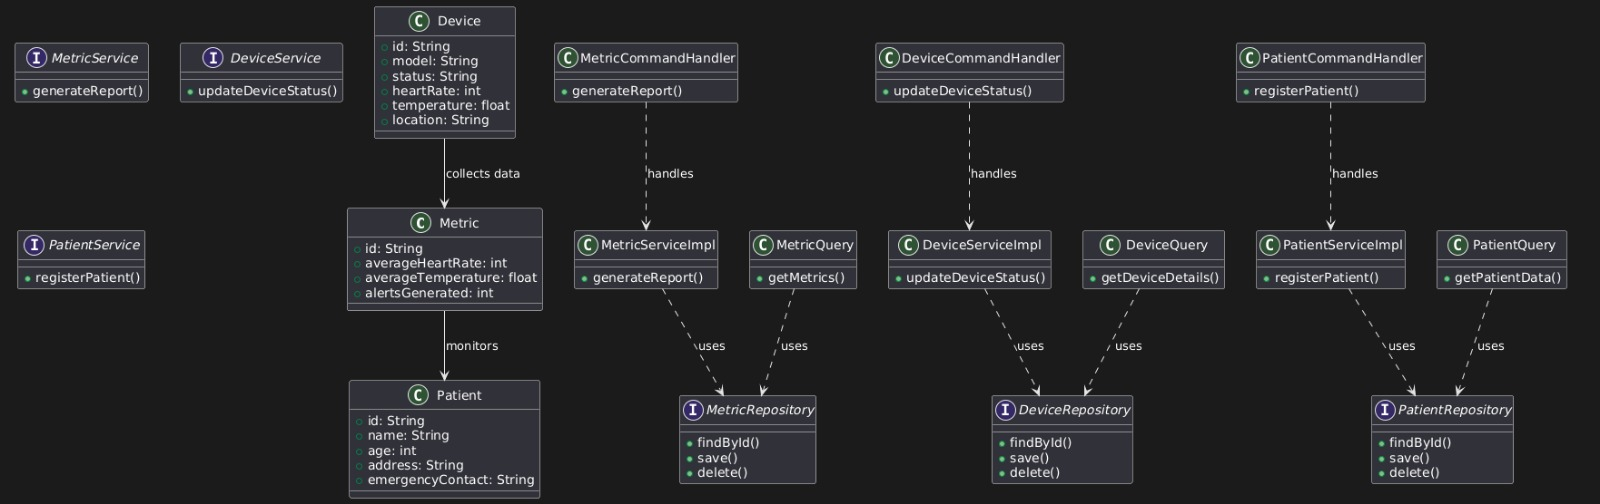 I MetricService
generateReport()
I DeviceService
updateDeviceStatus()
C Device
id: String
model: String
status: String
heartRate: int
temperature: float
location: String
C MetricCommandHandler
generateReport()
C DeviceCommandHandler
updateDeviceStatus()
C PatientCommandHandler
registerPatient()
collects data
handles
handles
handles
I PatientService
registerPatient()
C Metric
id: String
averageHeartRate: int
averageTemperature: float
alertsGenerated: int
C MetricServiceImpl
generateReport()
C MetricQuery
getMetrics()
C DeviceServiceImpl
updateDeviceStatus()
C DeviceQuery
getDeviceDetails()
C PatientServiceImpl
registerPatient()
C PatientQuery
getPatientData()
monitors
uses
uses
uses
uses
uses
uses
C Patient
id: String
name: String
age: int
address: String
emergencyContact: String
I MetricRepository
findById()
save()
delete()
I DeviceRepository
findById()
save()
delete()
I PatientRepository
findById()
save()
delete()